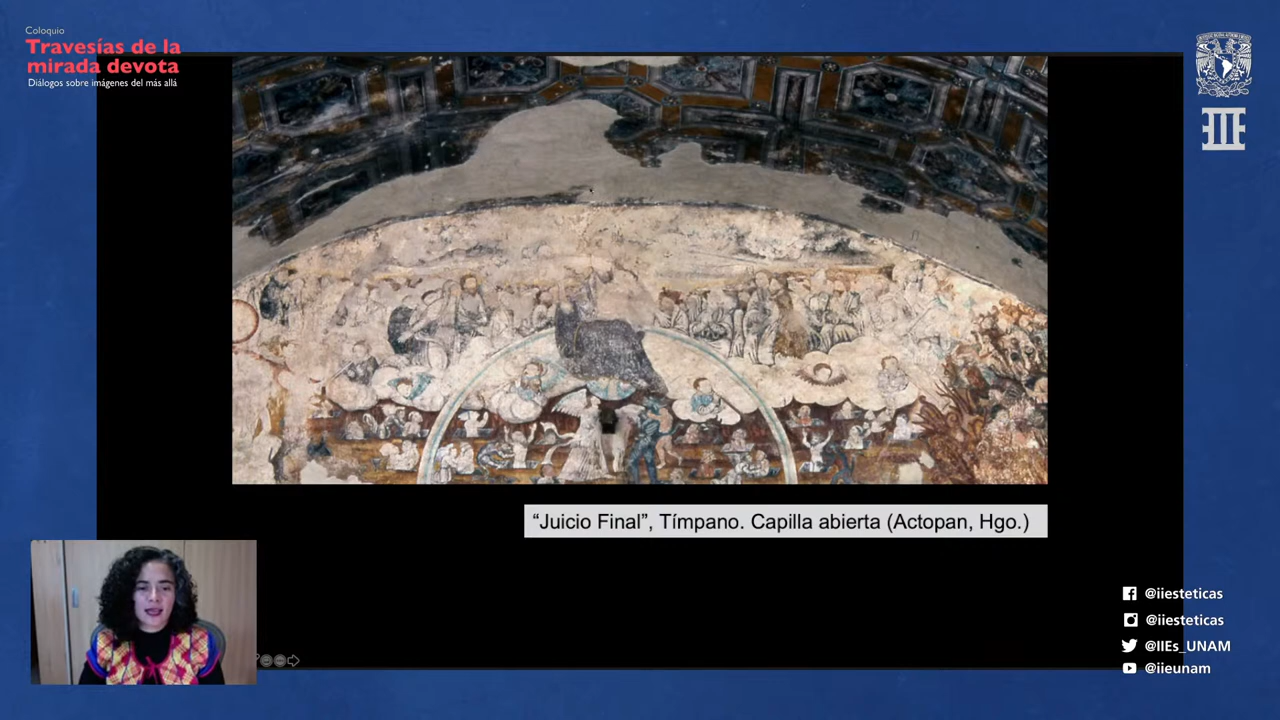 Coloquio
Travesías de la
mirada devota
Diálogos sobre imágenes del más allá
“Juicio Final”, Tímpano. Capilla abierta (Actopan, Hgo.)
@iiesteticas
@iiesteticas
@IIEs_UNAM
@iieunam